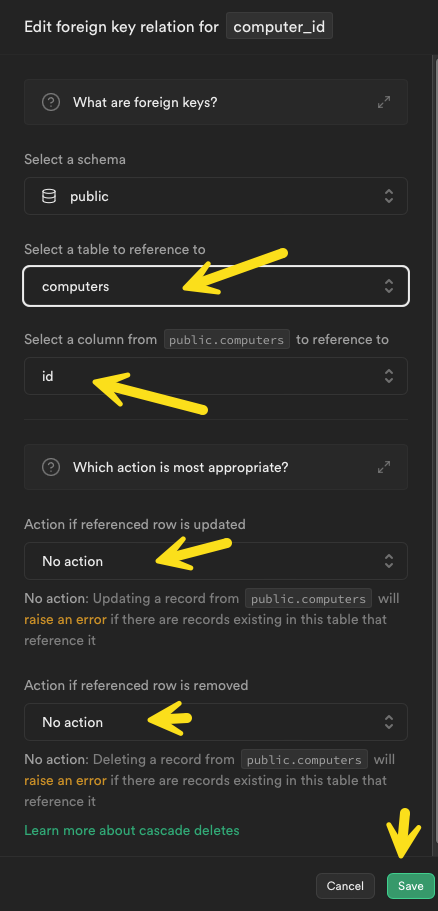 Edit foreign key relation for computer_id
What are foreign keys?
Select a schema
public
Select a table to reference to
computers
Select a column from public.computers to reference to
id
Which action is most appropriate?
Action if referenced row is updated
No action
No action: Updating a record from public.computers will
raise an error if there are records existing in this table that
reference it
Action if referenced row is removed
No action
No action: Deleting a record from public.computers will
raise an error if there are records existing in this table that
reference it
Learn more about cascade deletes
Cancel Save